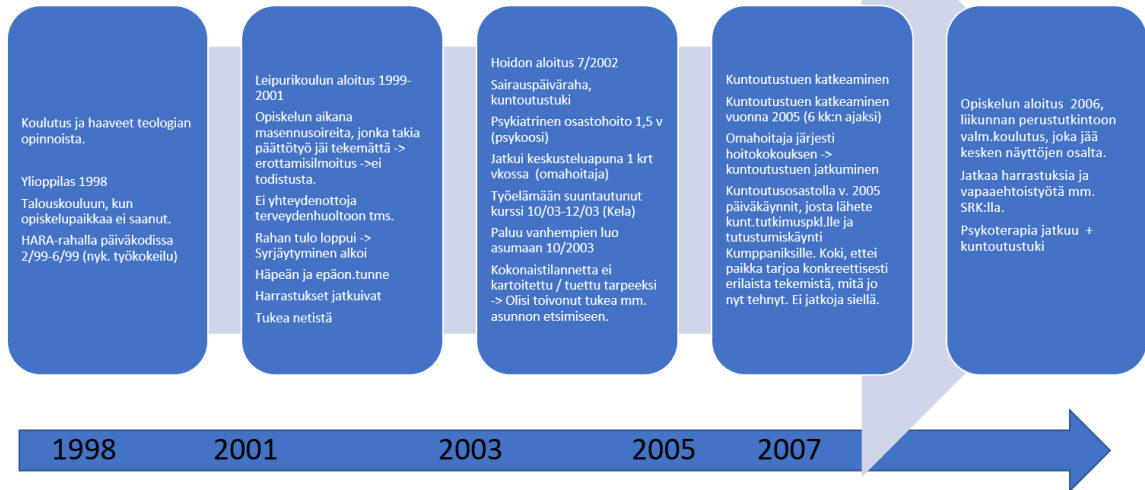 Koulutus ja haaveet teologian
opinnoista.
Ylioppilas 1998
Talouskouluun, kun
opiskelupaikkaa ei saanut.
HARA-rahalla päiväkodissa
2/99-6/99 (nyk. työkokeilu)
Leipurikoulun aloitus 1999-
2001
Opiskelun aikana
masennusoireita, jonka takia
päättötyö jäi tekemättä ->
erottamisilmoitus ->ei
todistusta.
Ei yhteydenottoja
terveydenhuoltoon tms.
Rahan tulo loppui ->
Syrjäytyminen alkoi
Häpeän ja epäon.tunne
Harrastukset jatkuivat
Tukea netistä
Hoidon aloitus 7/2002
Sairauspäiväraha,
kuntoutustuki
Psykiatrinen osastohoito 1,5 v
(psykoosi)
Jatkui keskusteluapuna 1 krt
vkossa (omahoitaja)
Työelämään suuntautunut
kurssi 10/03-12/03 (Kela)
Paluu vanhempien luo
asumaan 10/2003
Kokonaistilannetta ei
kartoitettu / tuettu tarpeeksi
-> Olisi toivonut tukea mm.
asunnon etsimiseen.
Kuntoutustuen katkeaminen
Kuntoutustuen katkeaminen
vuonna 2005 (6 kk:n ajaksi)
Omahoitaja järjesti
hoitokokouksen ->
kuntoutustuen jatkuminen
Kuntoutusosastolla v. 2005
päiväkäynnit, josta lähete
kunt.tutkimuspkl.lle ja
tutustumiskäynti
Kumppaniksille. Koki, ettei
paikka tarjoa konkreettisesti
erilaista tekemistä, mitä jo
nyt tehnyt. Ei jatkoja siellä.
Opiskelun aloitus 2006,
liikunnan perustutkintoon
valm.koulutus, joka jää
kesken näyttöjen osalta.
Jatkaa harrastuksia ja
vapaaehtoistyötä mm.
SRK:lla.
Psykoterapia jatkuu +
kuntoutustuki
1998 2001 2003 2005 2007